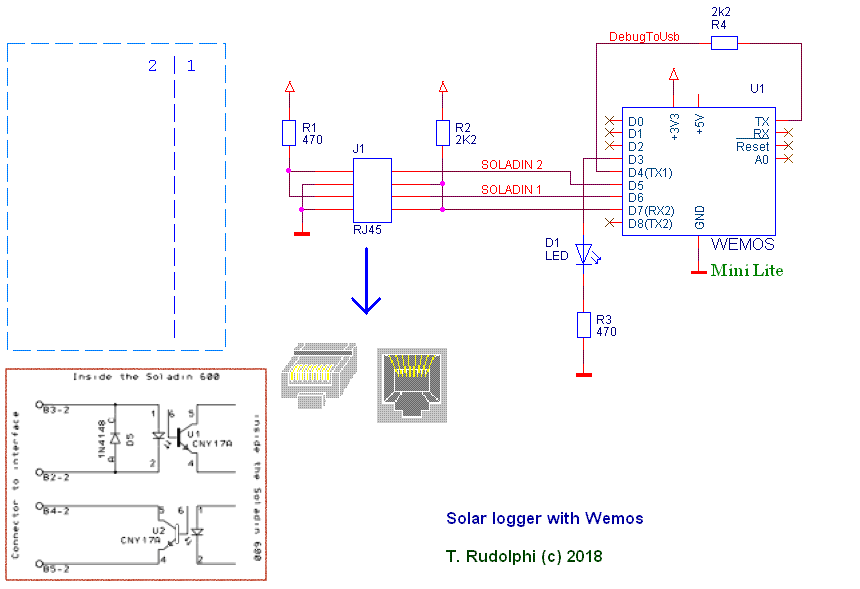 2k2
R4
DebugToUsb
2 1
U1
R1
470
R2
2K2
J1
RJ45
SOLADIN 2
SOLADIN 1
D0
D1
D2
D3
D4(TX1)
D5
D6
D7(RX2)
D8(TX2)
+3V3
+5V
GND
TX
RX
Reset
A0
WEMOS
Mini Lite
D1
LED
R3
470
Inside the Soladin 600
Connector to interface
inside the Soladin 600
B3-2
1N4148
C
A
D5
1 6 5
U1
CNY17A
2 4
B2-2
B4-2
5 6 1
U2
CNY17A
4 2
B5-2
Solar logger with Wemos
T. Rudolphi (c) 2018